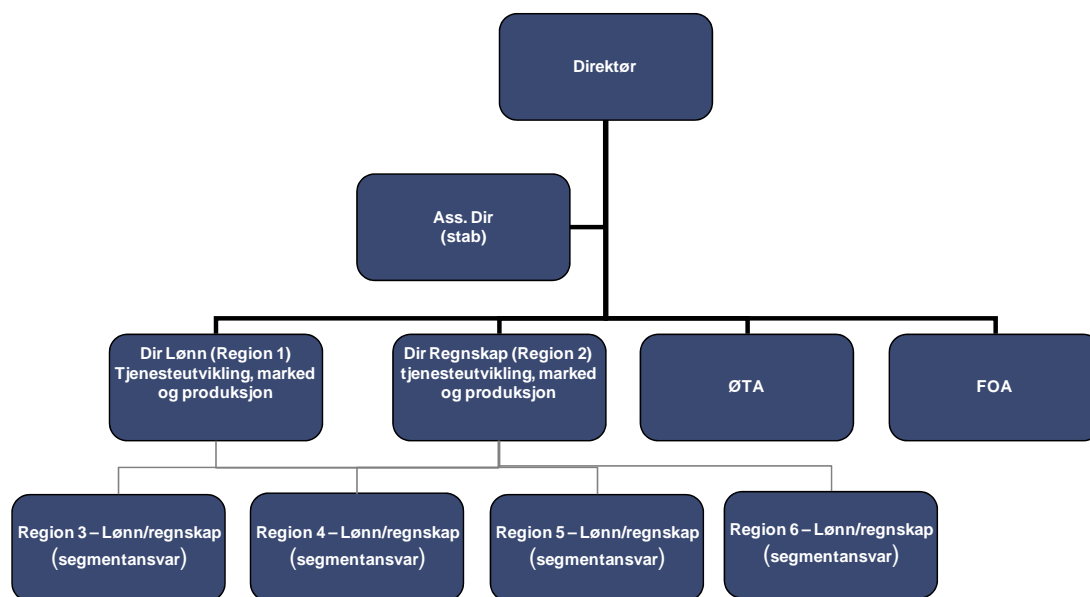 Direktør
Ass. Dir
(stab)
Dir Lønn (Region 1)
Tjenesteutvikling, marked
og produksjon
Dir Regnskap (Region 2)
tjenesteutvikling, marked
og produksjon
ØTA
FOA
Region 3 – Lønn/regnskap
(segmentansvar)
Region 4 – Lønn/regnskap
(segmentansvar)
Region 5 – Lønn/regnskap
(segmentansvar)
Region 6 – Lønn/regnskap
(segmentansvar)